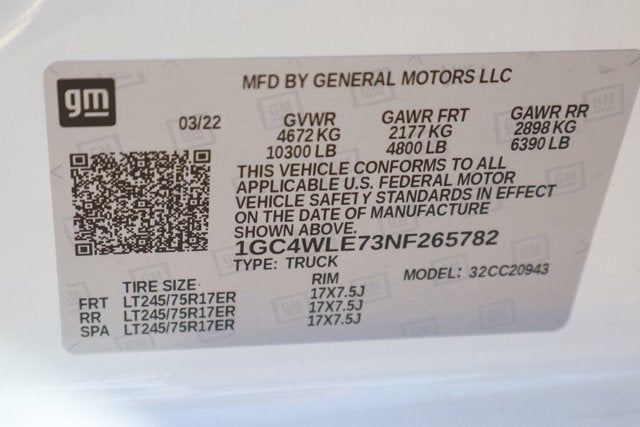 gm
MFD BY GENERAL MOTORS LLC
03/22 GVWR GAWR FRT GAWR RR
4672 KG 2177 KG 2898 KG
10300 LB 4800 LB 6390 LB
THIS VEHICLE CONFORMS TO ALL
APPLICABLE U.S. FEDERAL MOTOR
VEHICLE SAFETY STANDARDS IN EFFECT
ON THE DATE OF MANUFACTURE
SHOWN ABOVE.
1GC4WLE73NF265782
TYPE: TRUCK MODEL: 32CC20943
TIRE SIZE RIM
FRT LT245/75R17ER 17X7.5J
RR LT245/75R17ER 17X7.5J
SPA LT245/75R17ER 17X7.5J